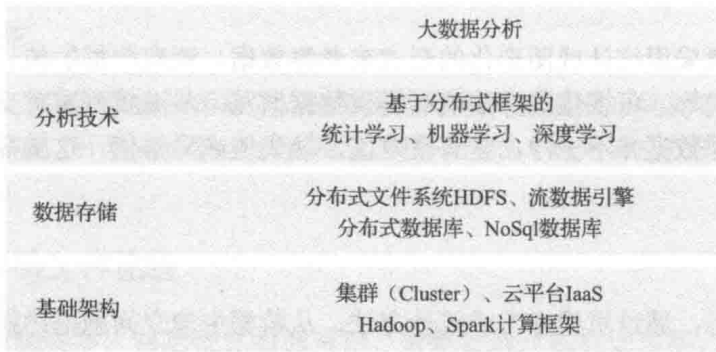 大数据分析
分析技术
基于分布式框架的
统计学习、机器学习、深度学习
数据存储
分布式文件系统HDFS、流数据引擎
分布式数据库、NoSql数据库
基础架构
集群（Cluster）、云平台IaaS
Hadoop、Spark计算框架